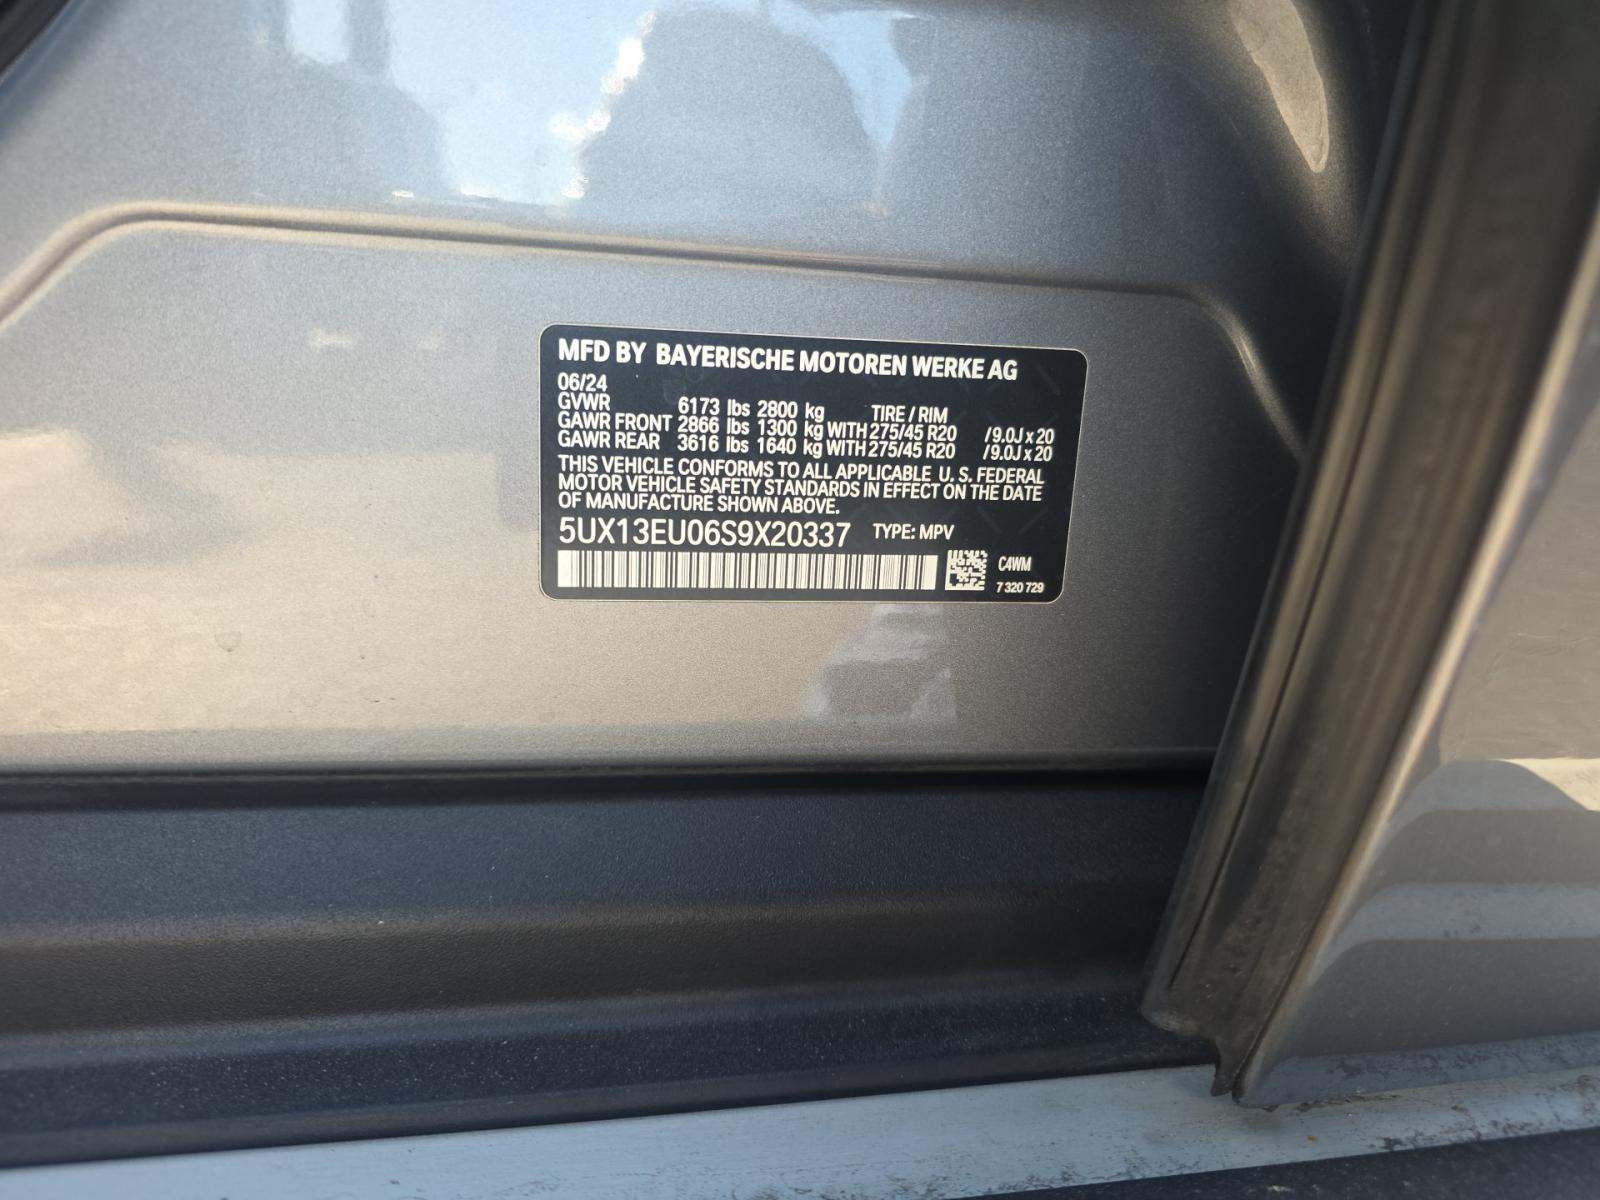 MFD BY BAYERISCHE MOTOREN WERKE AG
06/24
GVWR 6173 lbs 2800 kg TIRE / RIM
GAWR FRONT 2866 lbs 1300 kg WITH 275/45 R20 / 9.0J x 20
GAWR REAR 3616 lbs 1640 kg WITH 275/45 R20 / 9.0J x 20
THIS VEHICLE CONFORMS TO ALL APPLICABLE U. S. FEDERAL
MOTOR VEHICLE SAFETY STANDARDS IN EFFECT ON THE DATE
OF MANUFACTURE SHOWN ABOVE.
5UX13EU06S9X20337 TYPE: MPV
C4WM
7 320 729